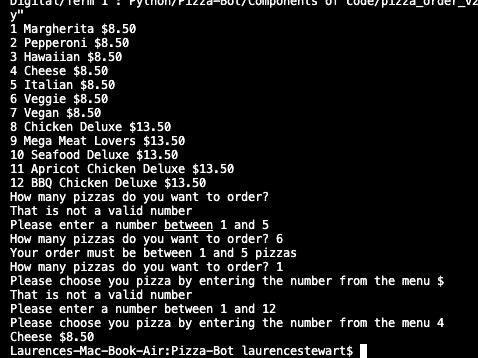 Digital/Term 1 : Python/Pizza-Bot/Components of code/pizza_order_v2
y"
1 Margherita $8.50
2 Pepperoni $8.50
3 Hawaiian $8.50
4 Cheese $8.50
5 Italian $8.50
6 Veggie $8.50
7 Vegan $8.50
8 Chicken Deluxe $13.50
9 Mega Meat Lovers $13.50
10 Seafood Deluxe $13.50
11 Apricot Chicken Deluxe $13.50
12 BBQ Chicken Deluxe $13.50
How many pizzas do you want to order?
That is not a valid number
Please enter a number between 1 and 5
How many pizzas do you want to order? 6
Your order must be between 1 and 5 pizzas
How many pizzas do you want to order? 1
Please choose you pizza by entering the number from the menu $
That is not a valid number
Please enter a number between 1 and 12
Please choose you pizza by entering the number from the menu 4
Cheese $8.50
Laurences-Mac-Book-Air:Pizza-Bot laurencestewart$